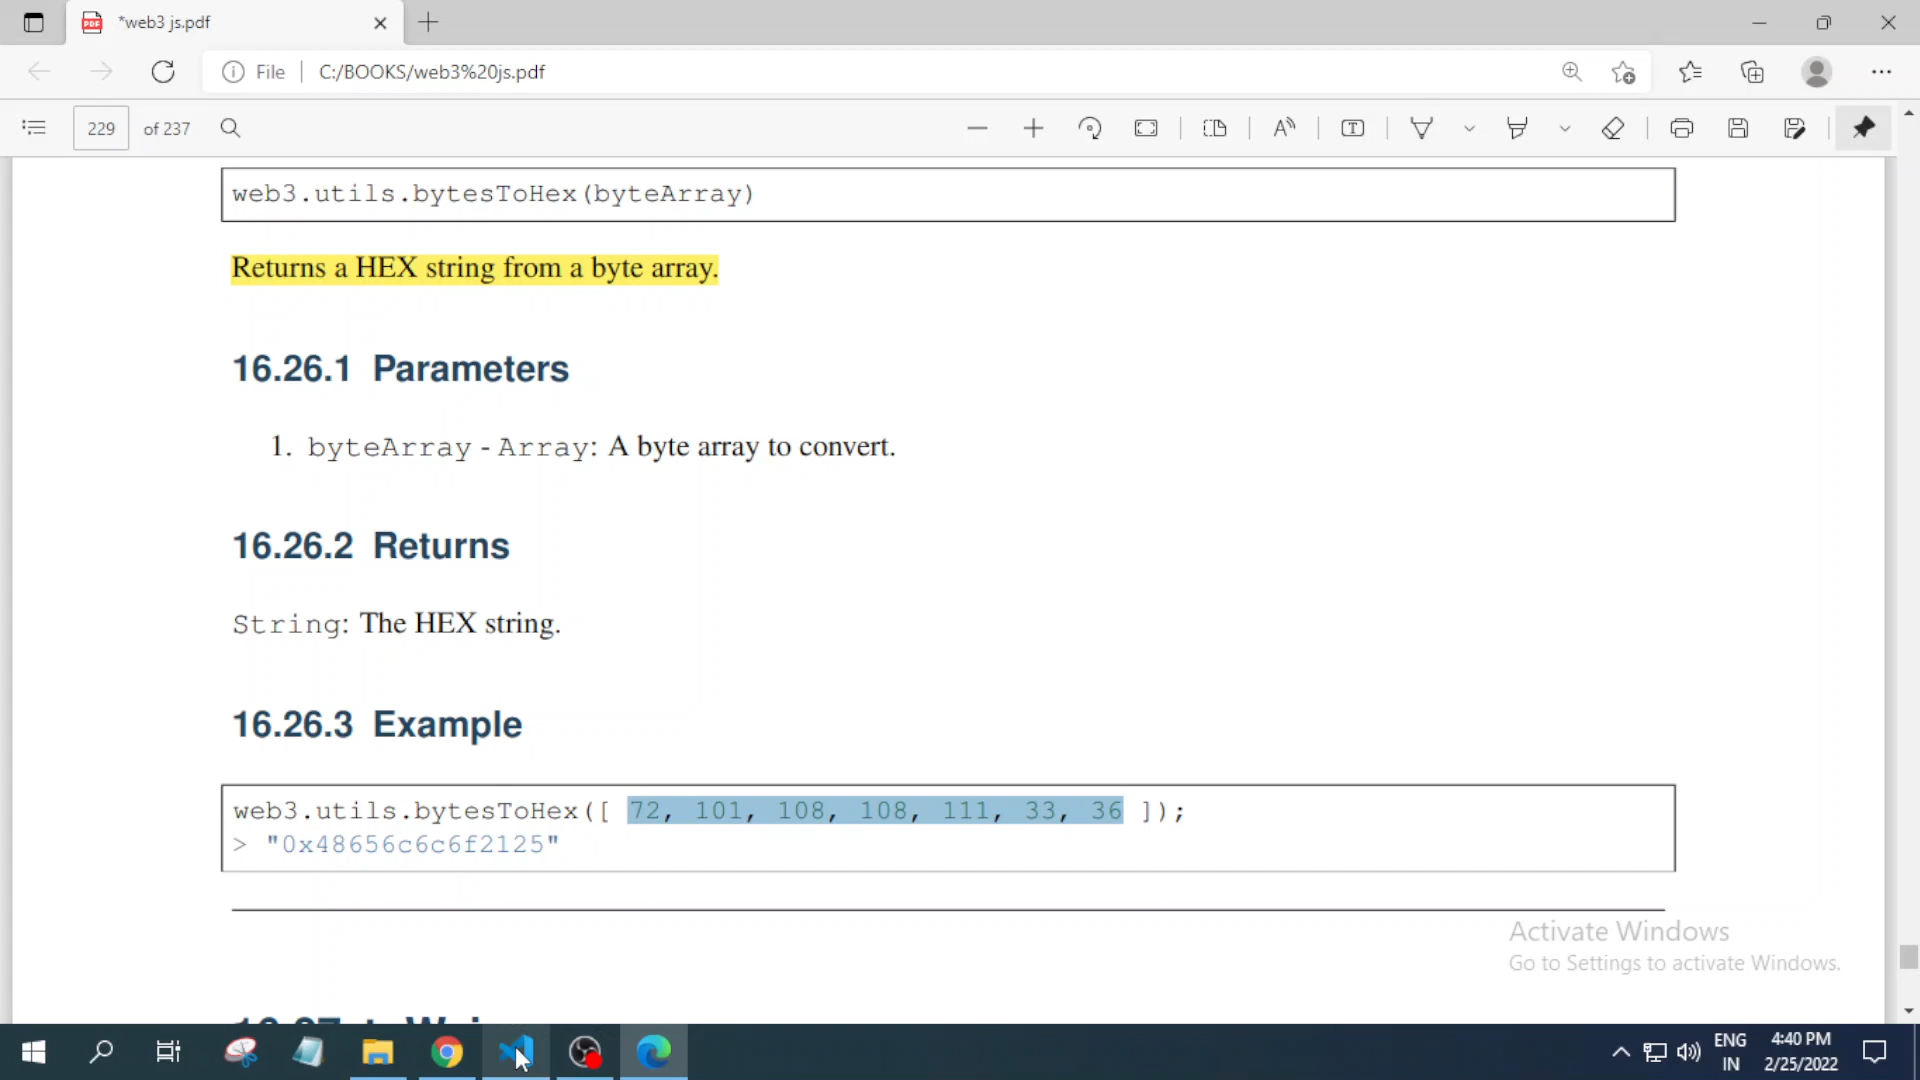 *web3 js.pdf
File
C:/BOOKS/web3%20js.pdf
229 of 237
web3.utils.bytesToHex(byteArray)
Returns a HEX string from a byte array.
16.26.1 Parameters
1. byteArray - Array: A byte array to convert.
16.26.2 Returns
String: The HEX string.
16.26.3 Example
web3.utils.bytesToHex([ 72, 101, 108, 108, 111, 33, 36 ]);
> "0x48656c6c6f2125"
Activate Windows
Go to Settings to activate Windows.
ENG
IN
4:40 PM
2/25/2022